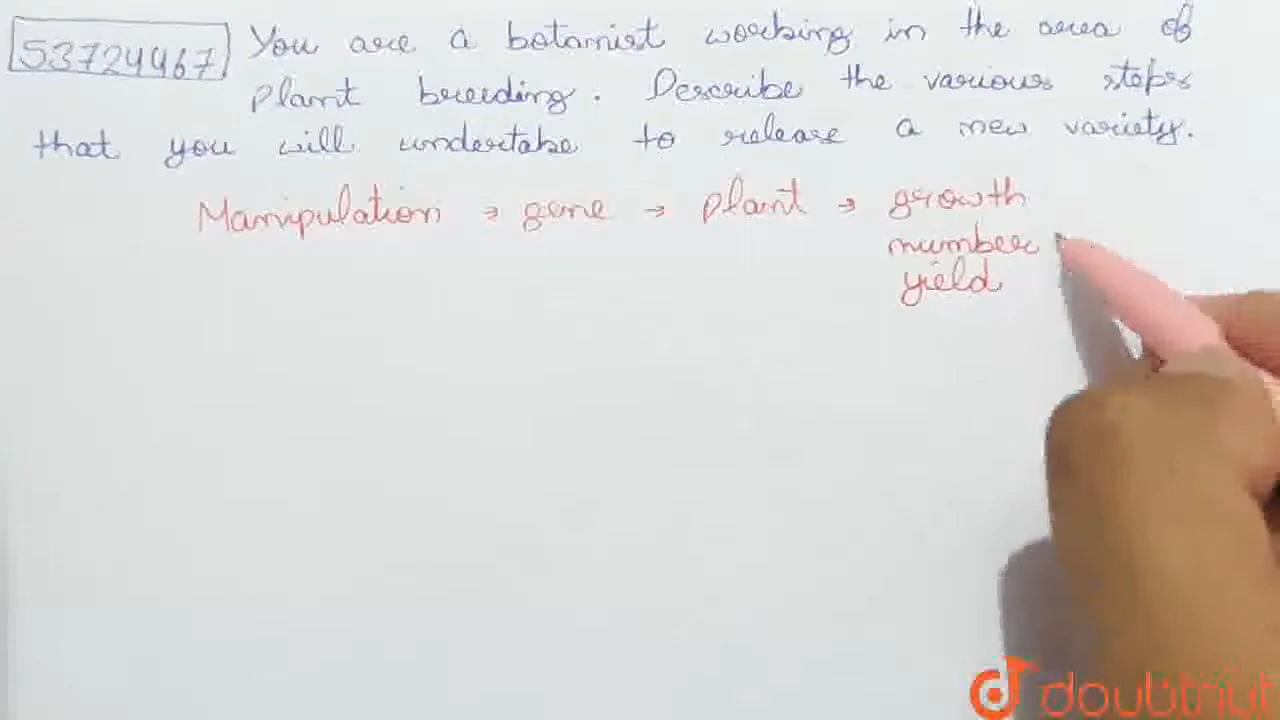 53724467 You are a botanist working in the area of
plant breeding. Describe the various steps
that you will undertake to release a new variety.
Manipulation → gene → plant → growth
number
yield
doubtnut